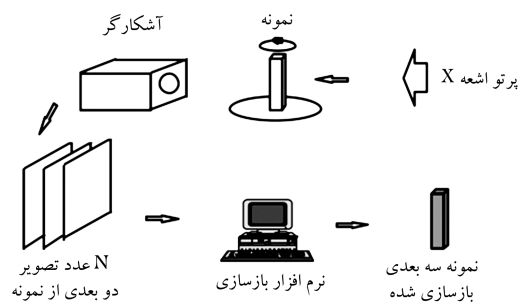 نمونه
آشکارگر
پرتو اشعه X
N عدد تصویر
دو بعدی از نمونه
نرم افزار بازسازی
نمونه سه بعدی
بازسازی شده